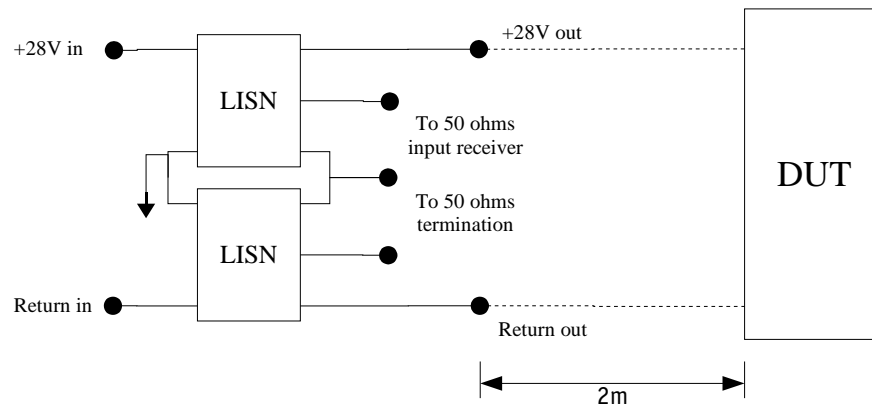 +28V in
+28V out
LISN
To 50 ohms
input receiver
DUT
To 50 ohms
termination
LISN
Return in
Return out
2m